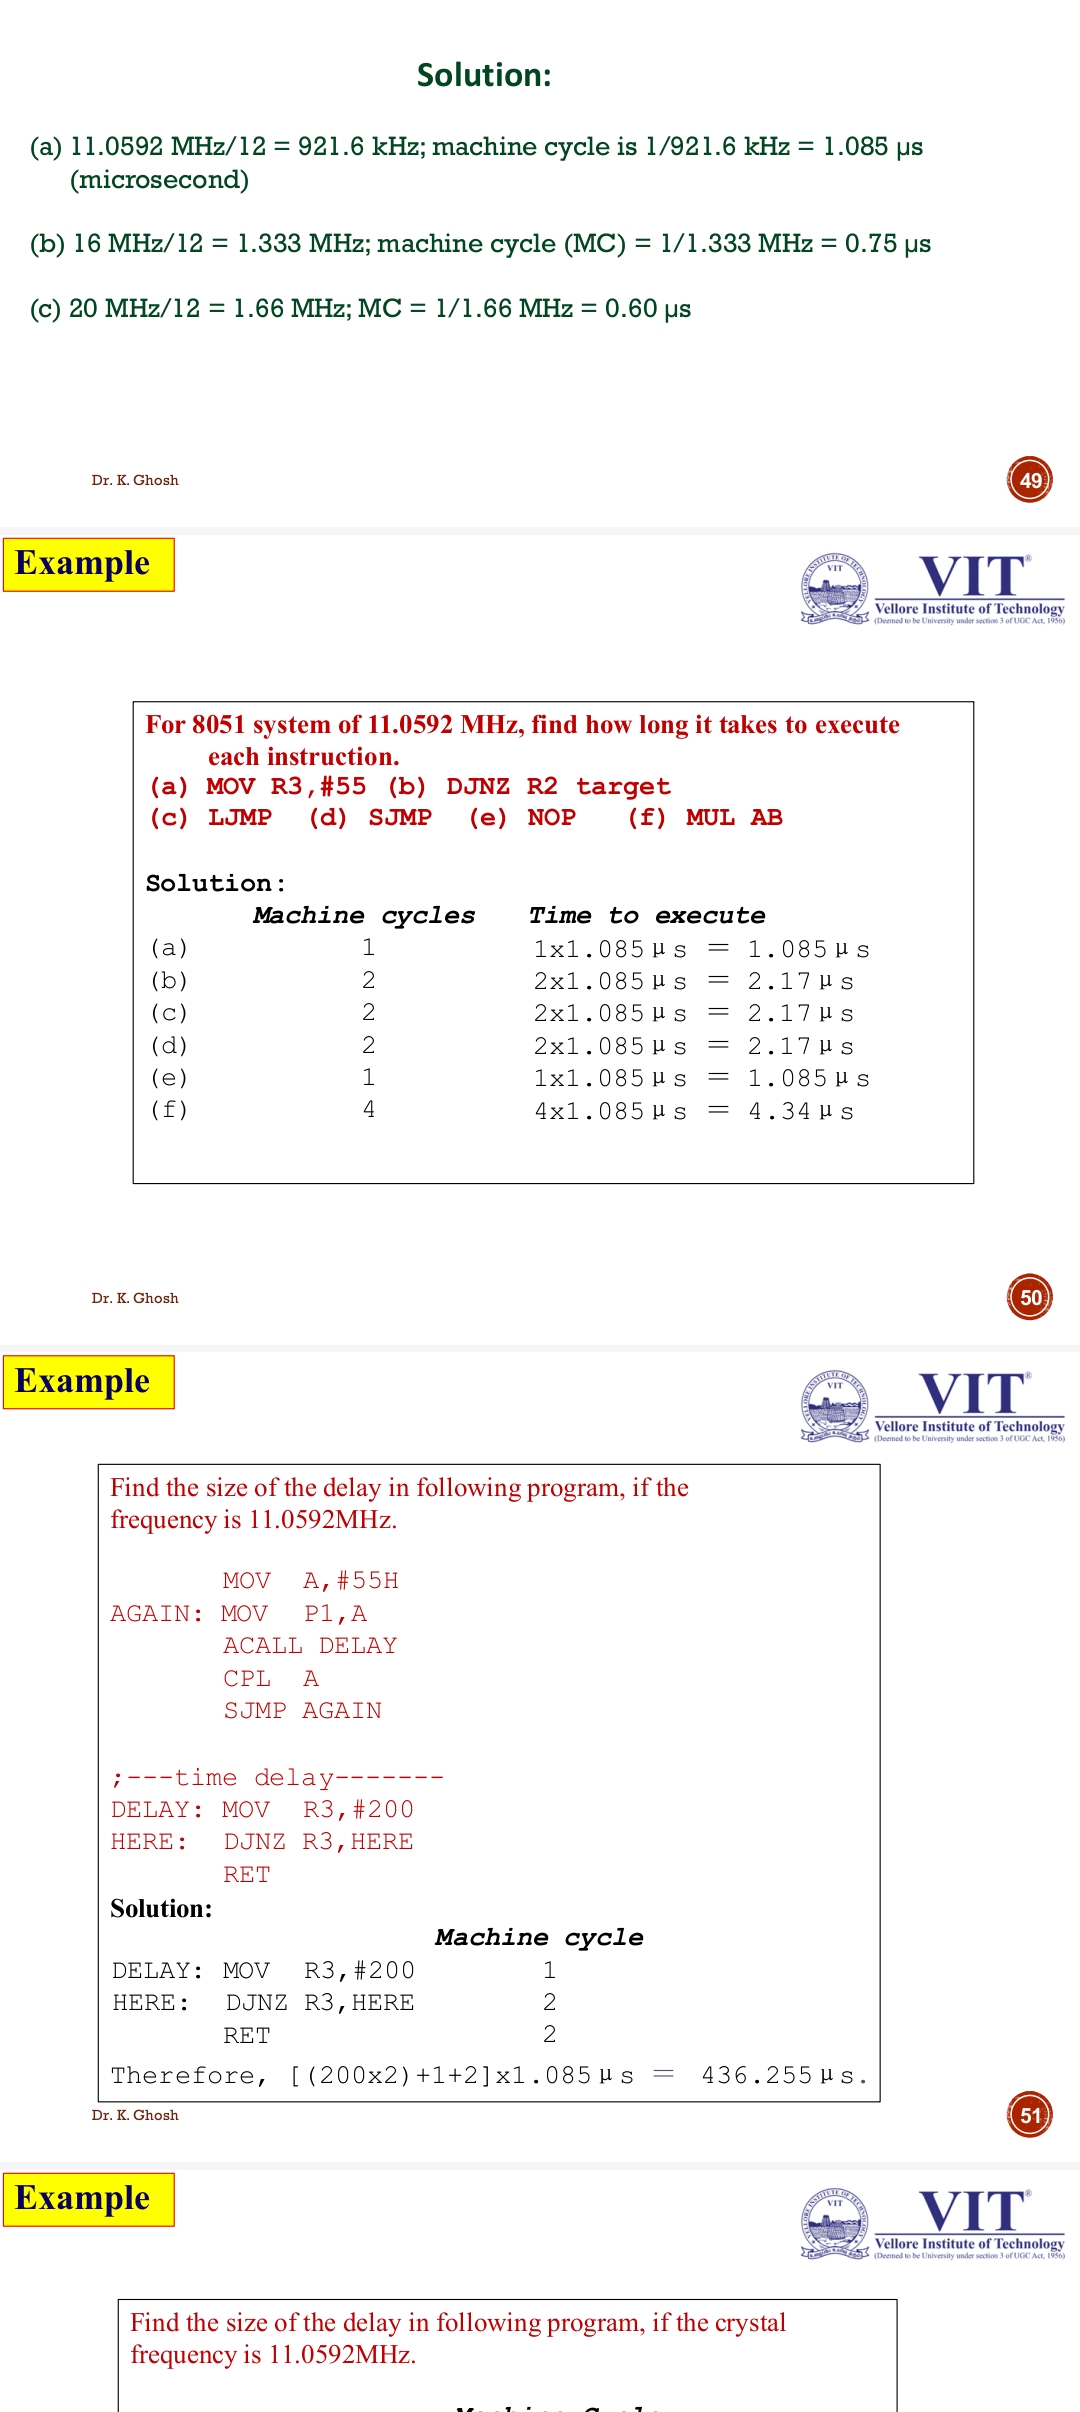 Solution:
(a) 11.0592 MHz/12 = 921.6 kHz; machine cycle is 1/921.6 kHz = 1.085 μs
(microsecond)
(b) 16 MHz/12 = 1.333 MHz; machine cycle (MC) = 1/1.333 MHz = 0.75 μs
(c) 20 MHz/12 = 1.66 MHz; MC = 1/1.66 MHz = 0.60 μs
Dr. K. Ghosh
49
Example
VIT®
Vellore Institute of Technology
(Deemed to be University under section 3 of UGC Act, 1956)
For 8051 system of 11.0592 MHz, find how long it takes to execute
each instruction.
(a) MOV R3,#55 (b) DJNZ R2 target
(c) LJMP (d) SJMP (e) NOP (f) MUL AB
Solution:
Machine cycles Time to execute
(a) 1 1x1.085μs = 1.085μs
(b) 2 2x1.085μs = 2.17μs
(c) 2 2x1.085μs = 2.17μs
(d) 2 2x1.085μs = 2.17μs
(e) 1 1x1.085μs = 1.085μs
(f) 4 4x1.085μs = 4.34μs
Dr. K. Ghosh
50
Example
VIT®
Vellore Institute of Technology
(Deemed to be University under section 3 of UGC Act, 1956)
Find the size of the delay in following program, if the
frequency is 11.0592MHz.
MOV A,#55H
AGAIN: MOV P1,A
ACALL DELAY
CPL A
SJMP AGAIN
;---time delay-------
DELAY: MOV R3,#200
HERE: DJNZ R3,HERE
RET
Solution:
Machine cycle
DELAY: MOV R3,#200 1
HERE: DJNZ R3,HERE 2
RET 2
Therefore, [(200x2)+1+2]x1.085μs = 436.255μs.
Dr. K. Ghosh
51
Example
VIT®
Vellore Institute of Technology
(Deemed to be University under section 3 of UGC Act, 1956)
Find the size of the delay in following program, if the crystal
frequency is 11.0592MHz.